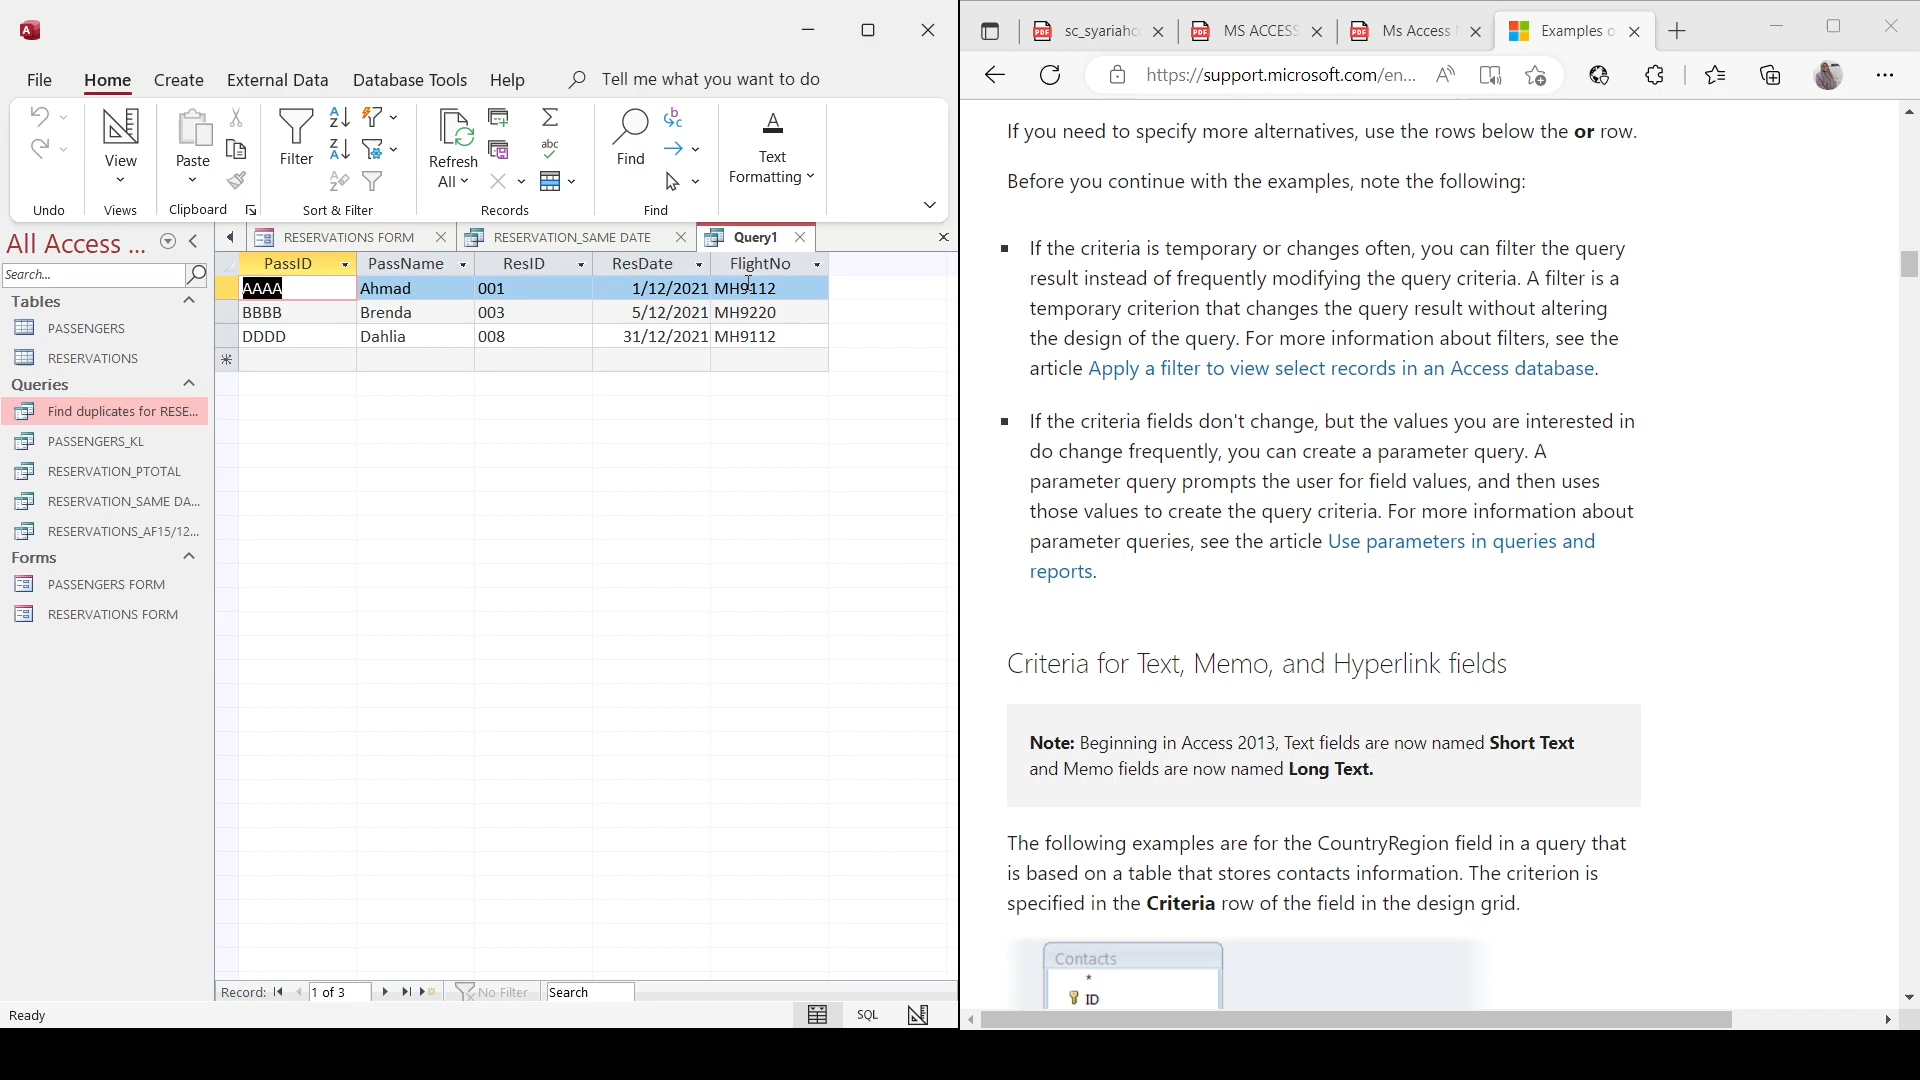 File Home Create External Data Database Tools Help Tell me what you want to do
View
Paste
Filter
Refresh
All
abc
Find
Text
Formatting
Undo
Views
Clipboard
Sort & Filter
Records
Find
All Access ...
Search...
Tables
PASSENGERS
RESERVATIONS
Queries
Find duplicates for RESE...
PASSENGERS_KL
RESERVATION_PTOTAL
RESERVATION_SAME DA...
RESERVATIONS_AF15/12...
Forms
PASSENGERS FORM
RESERVATIONS FORM
RESERVATIONS FORM RESERVATION_SAME DATE Query1
PassID PassName ResID ResDate FlightNo
AAAA Ahmad 001 1/12/2021 MH9112
BBBB Brenda 003 5/12/2021 MH9220
DDDD Dahlia 008 31/12/2021 MH9112
Record: 1 of 3 No Filter Search
Ready
SQL
sc_syariahc MS ACCESS Ms Access Examples o
https://support.microsoft.com/en...
If you need to specify more alternatives, use the rows below the or row.
Before you continue with the examples, note the following:
If the criteria is temporary or changes often, you can filter the query
result instead of frequently modifying the query criteria. A filter is a
temporary criterion that changes the query result without altering
the design of the query. For more information about filters, see the
article Apply a filter to view select records in an Access database.
If the criteria fields don't change, but the values you are interested in
do change frequently, you can create a parameter query. A
parameter query prompts the user for field values, and then uses
those values to create the query criteria. For more information about
parameter queries, see the article Use parameters in queries and
reports.
Criteria for Text, Memo, and Hyperlink fields
Note: Beginning in Access 2013, Text fields are now named Short Text
and Memo fields are now named Long Text.
The following examples are for the CountryRegion field in a query that
is based on a table that stores contacts information. The criterion is
specified in the Criteria row of the field in the design grid.
Contacts
*
ID